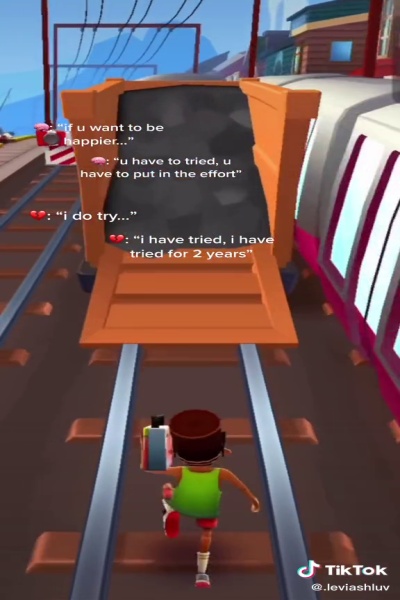 🧠: “if u want to be
happier...”
🧠: “u have to tried, u
have to put in the effort”
💔: “i do try...”
💔: “i have tried, i have
tried for 2 years”
TikTok
@.leviashluv